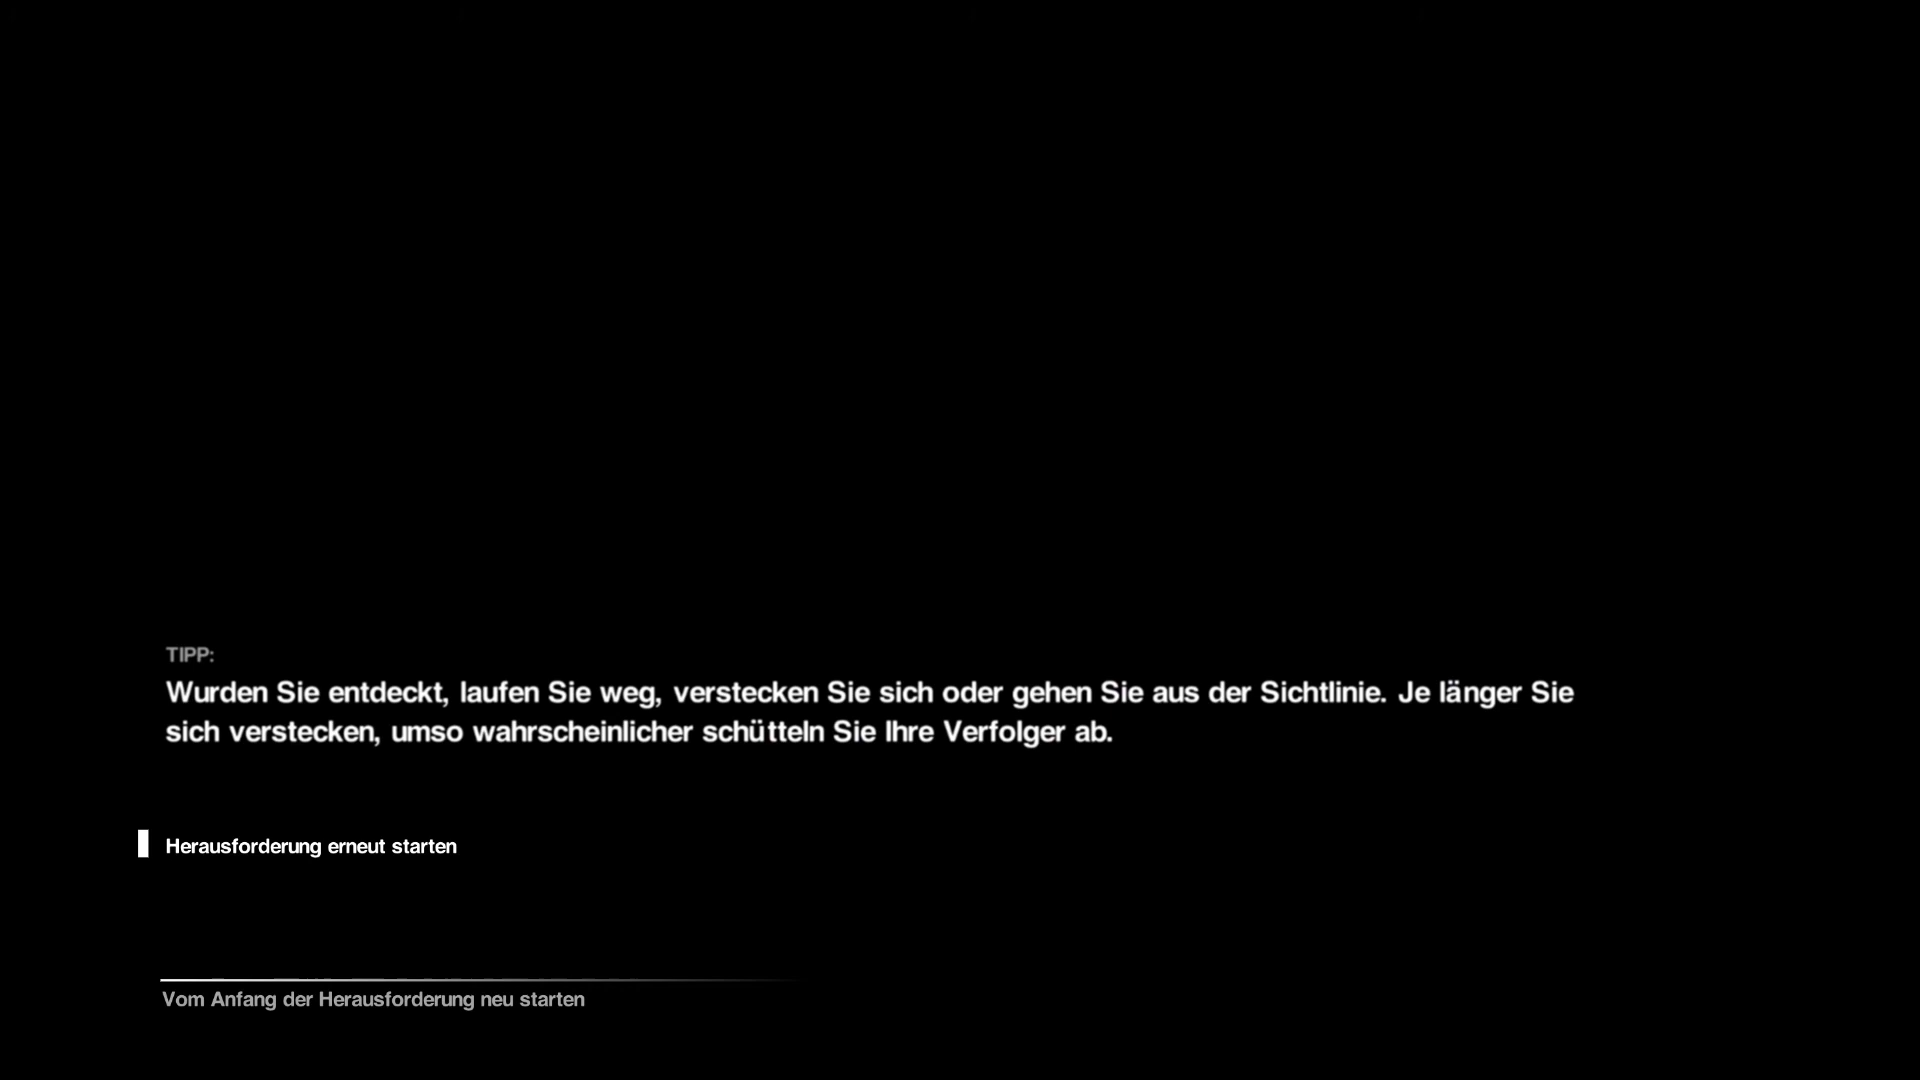 TIPP:
Wurden Sie entdeckt, laufen Sie weg, verstecken Sie sich oder gehen Sie aus der Sichtlinie. Je länger Sie
sich verstecken, umso wahrscheinlicher schütteln Sie Ihre Verfolger ab.
Herausforderung erneut starten
Vom Anfang der Herausforderung neu starten